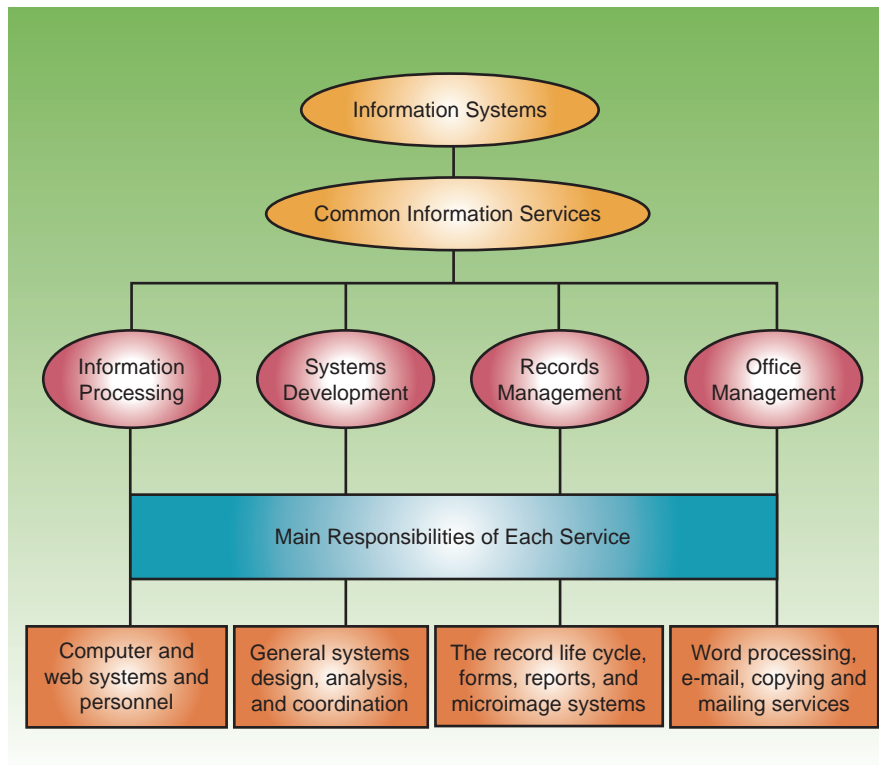 Information Systems
Common Information Services
Information
Processing
Systems
Development
Records
Management
Office
Management
Main Responsibilities of Each Service
Computer and
web systems and
personnel
General systems
design, analysis,
and coordination
The record life cycle,
forms, reports, and
microimage systems
Word processing,
e-mail, copying and
mailing services